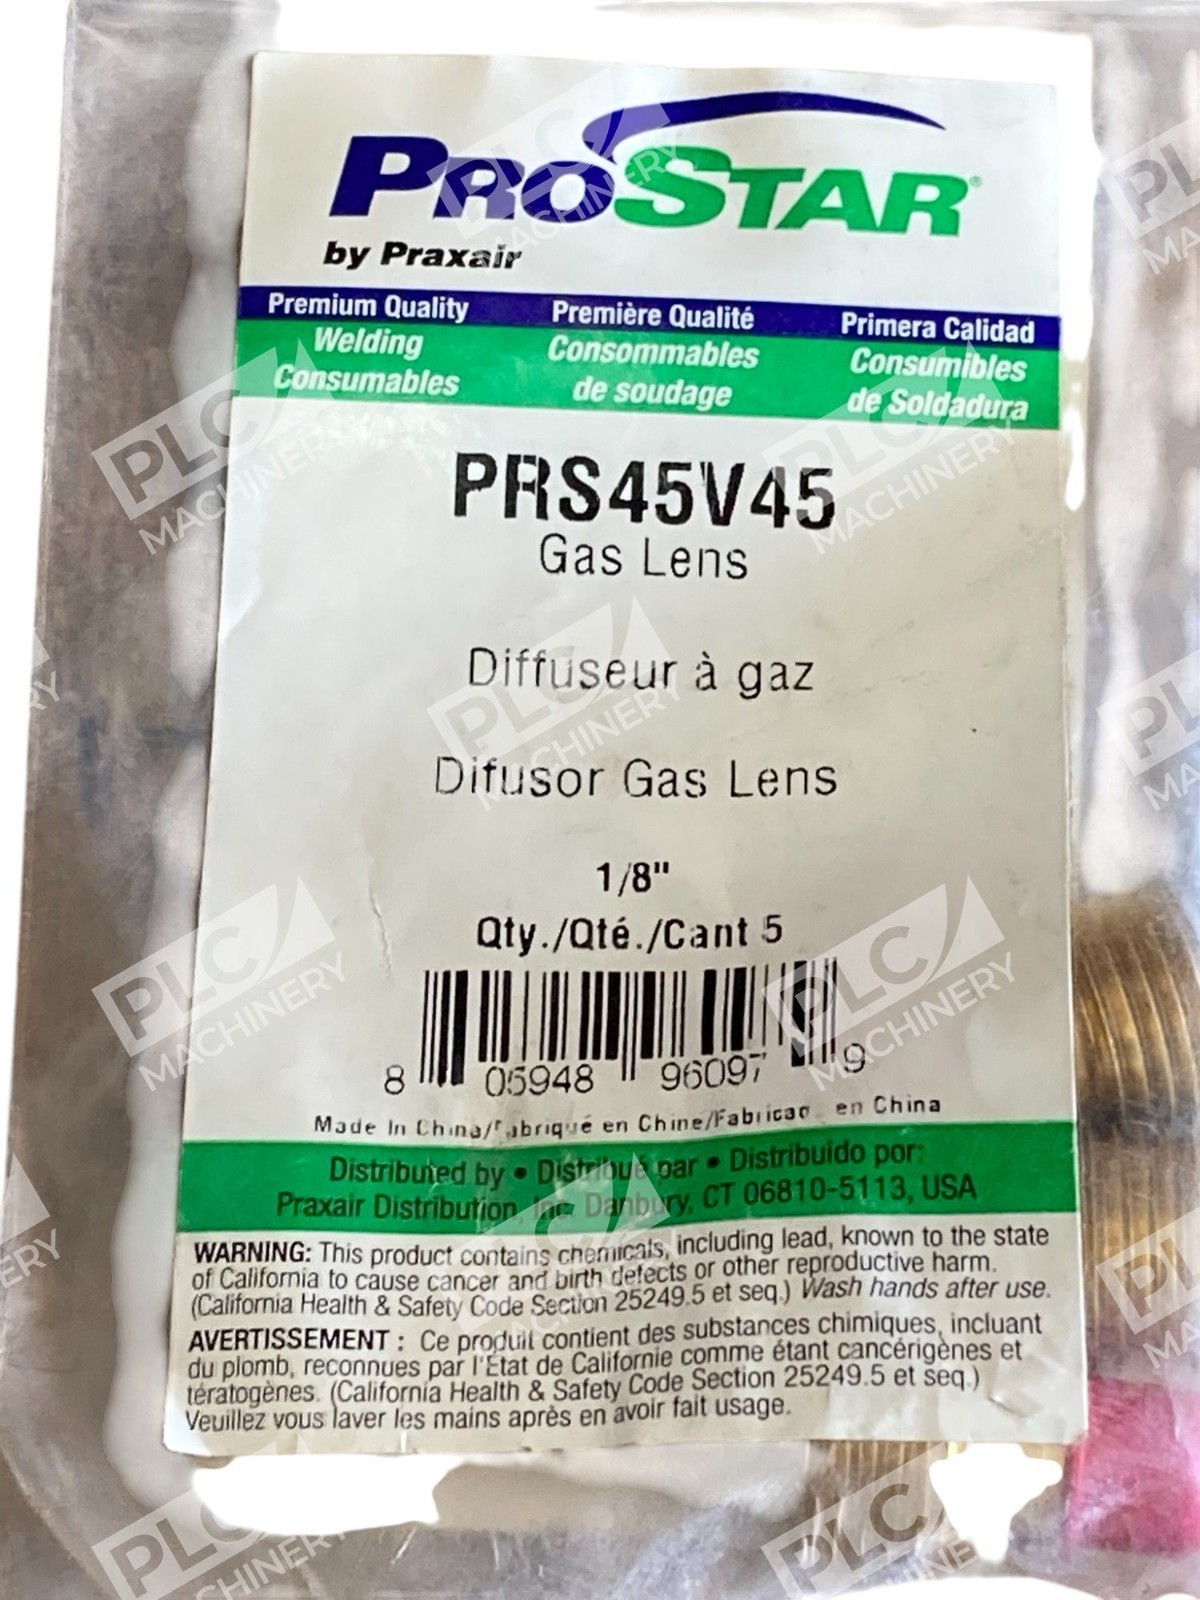 PROSTAR®
by Praxair
Premium Quality Première Qualité Primera Calidad
Welding Consommables Consumibles
Consumables de soudage de Soldadura
PRS45V45
Gas Lens
Diffuseur à gaz
Difusor Gas Lens
1/8"
Qty./Qté./Cant 5
8 05948 96097 9
Made In China/Fabriqué en Chine/Fabricao en China
Distributed by • Distribué par • Distribuido por:
Praxair Distribution, Inc. Danbury, CT 06810-5113, USA
WARNING: This product contains chemicals, including lead, known to the state
of California to cause cancer and birth defects or other reproductive harm.
(California Health & Safety Code Section 25249.5 et seq.) Wash hands after use.
AVERTISSEMENT : Ce produit contient des substances chimiques, incluant
du plomb, reconnues par l'État de Californie comme étant cancérigènes et
tératogènes. (California Health & Safety Code Section 25249.5 et seq.)
Veuillez vous laver les mains après en avoir fait usage.
PLC MACHINERY